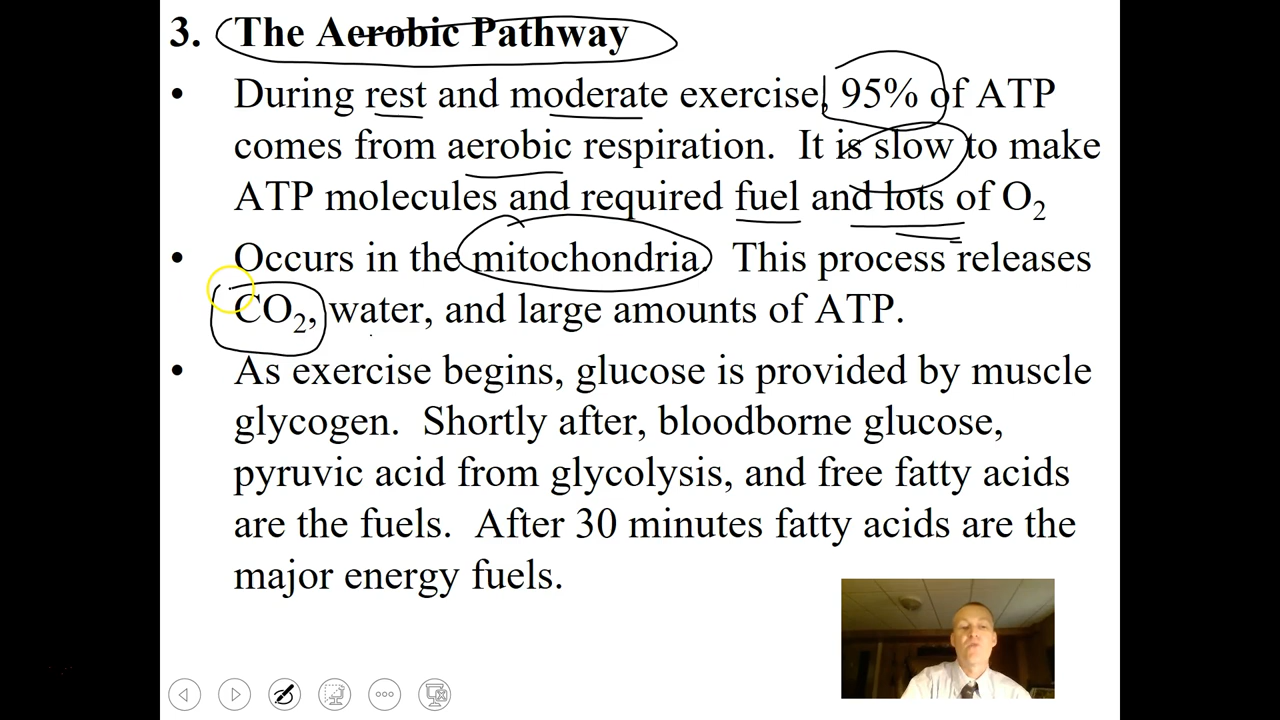 3. The Aerobic Pathway
• During rest and moderate exercise, 95% of ATP
comes from aerobic respiration. It is slow to make
ATP molecules and required fuel and lots of O₂
• Occurs in the mitochondria. This process releases
CO₂, water, and large amounts of ATP.
• As exercise begins, glucose is provided by muscle
glycogen. Shortly after, bloodborne glucose,
pyruvic acid from glycolysis, and free fatty acids
are the fuels. After 30 minutes fatty acids are the
major energy fuels.